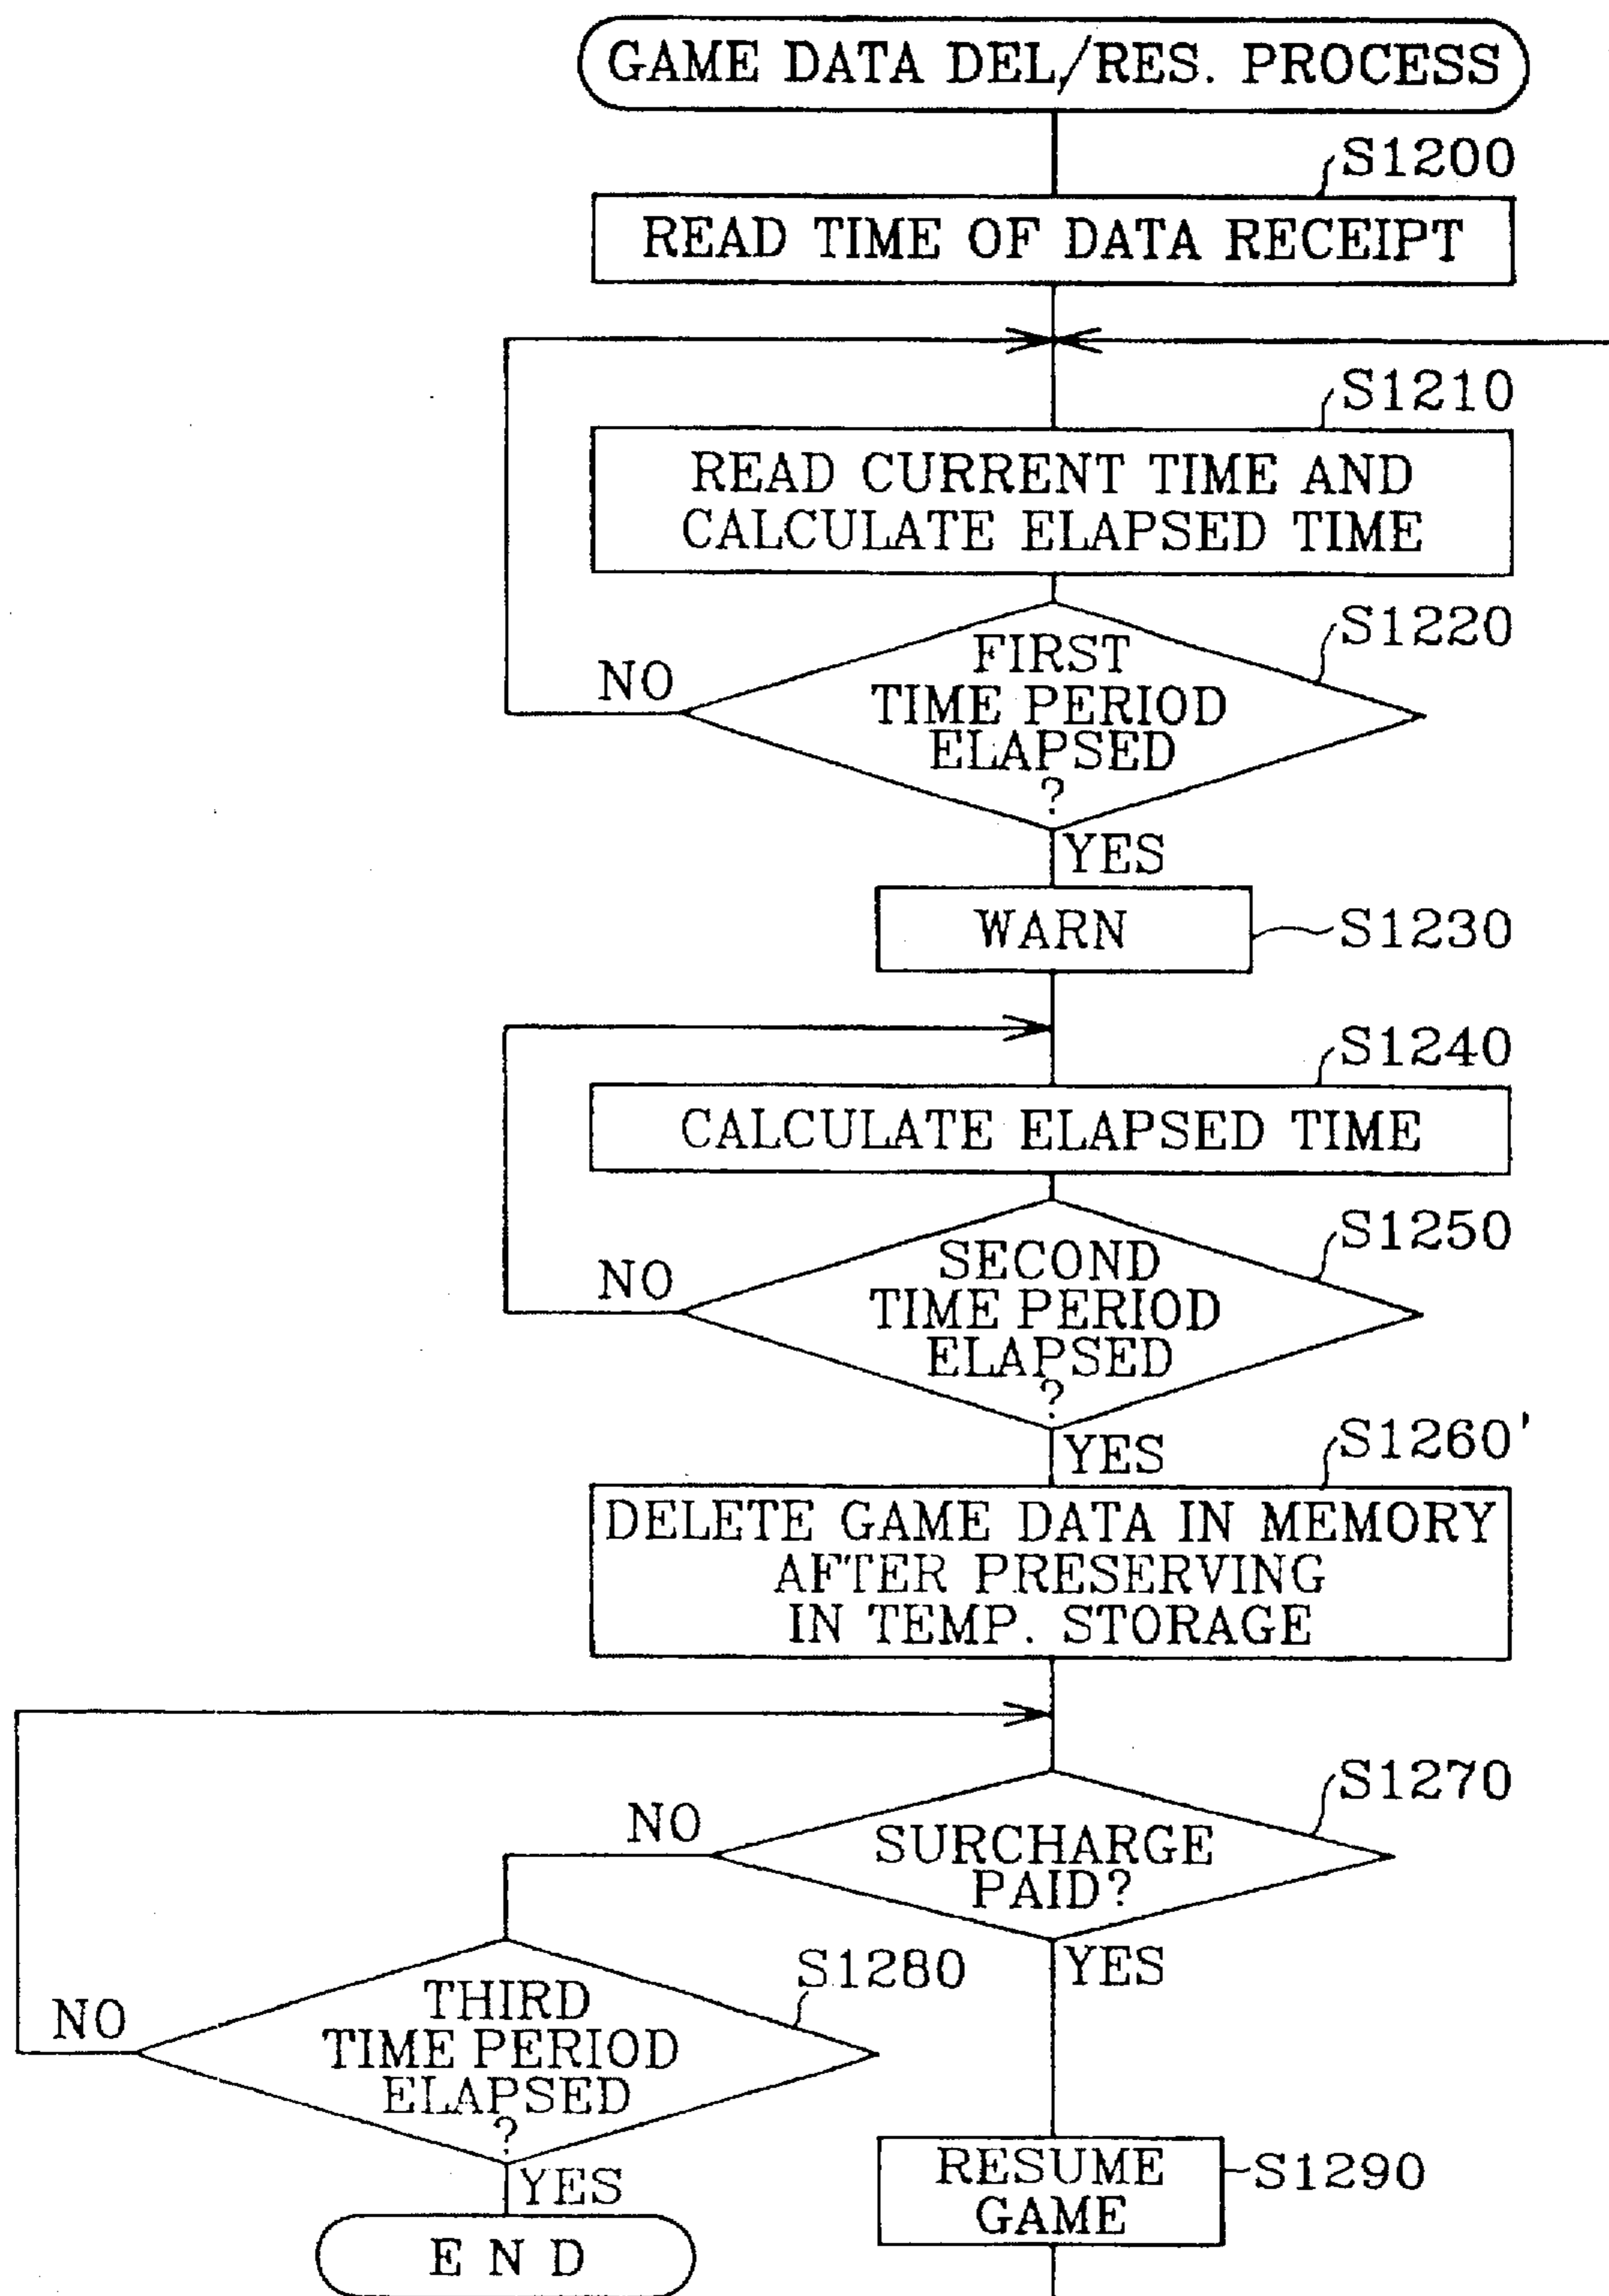 GAME DATA DEL/RES. PROCESS
S1200
READ TIME OF DATA RECEIPT
S1210
READ CURRENT TIME AND
CALCULATE ELAPSED TIME
S1220
FIRST
TIME PERIOD
ELAPSED
?
NO
YES
WARN
S1230
S1240
CALCULATE ELAPSED TIME
S1250
SECOND
TIME PERIOD
ELAPSED
?
NO
YES
S1260'
DELETE GAME DATA IN MEMORY
AFTER PRESERVING
IN TEMP. STORAGE
S1270
NO
SURCHARGE
PAID?
YES
S1280
NO
THIRD
TIME PERIOD
ELAPSED
?
YES
RESUME
GAME
S1290
END